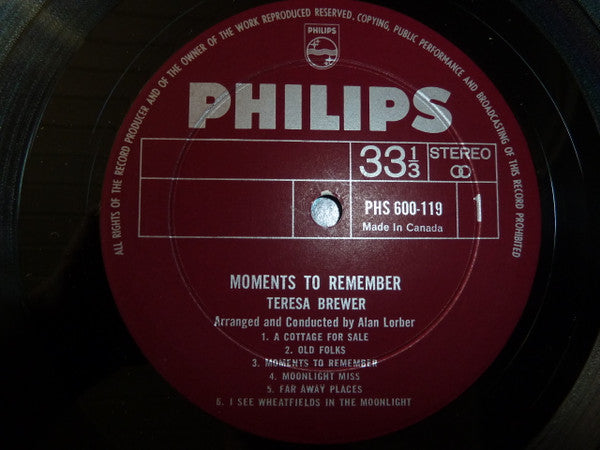 ALL RIGHTS OF THE RECORD PRODUCER AND OF THE OWNER OF THE WORK REPRODUCED RESERVED. COPYING, PUBLIC PERFORMANCE AND BROADCASTING OF THIS RECORD PROHIBITED
PHILIPS
PHILIPS
33 1/3 STEREO
PHS 600-119 1
Made in Canada
MOMENTS TO REMEMBER
TERESA BREWER
Arranged and Conducted by Alan Lorber
1. A COTTAGE FOR SALE
2. OLD FOLKS
3. MOMENTS TO REMEMBER
4. MOONLIGHT MISS
5. FAR AWAY PLACES
6. I SEE WHEATFIELDS IN THE MOONLIGHT